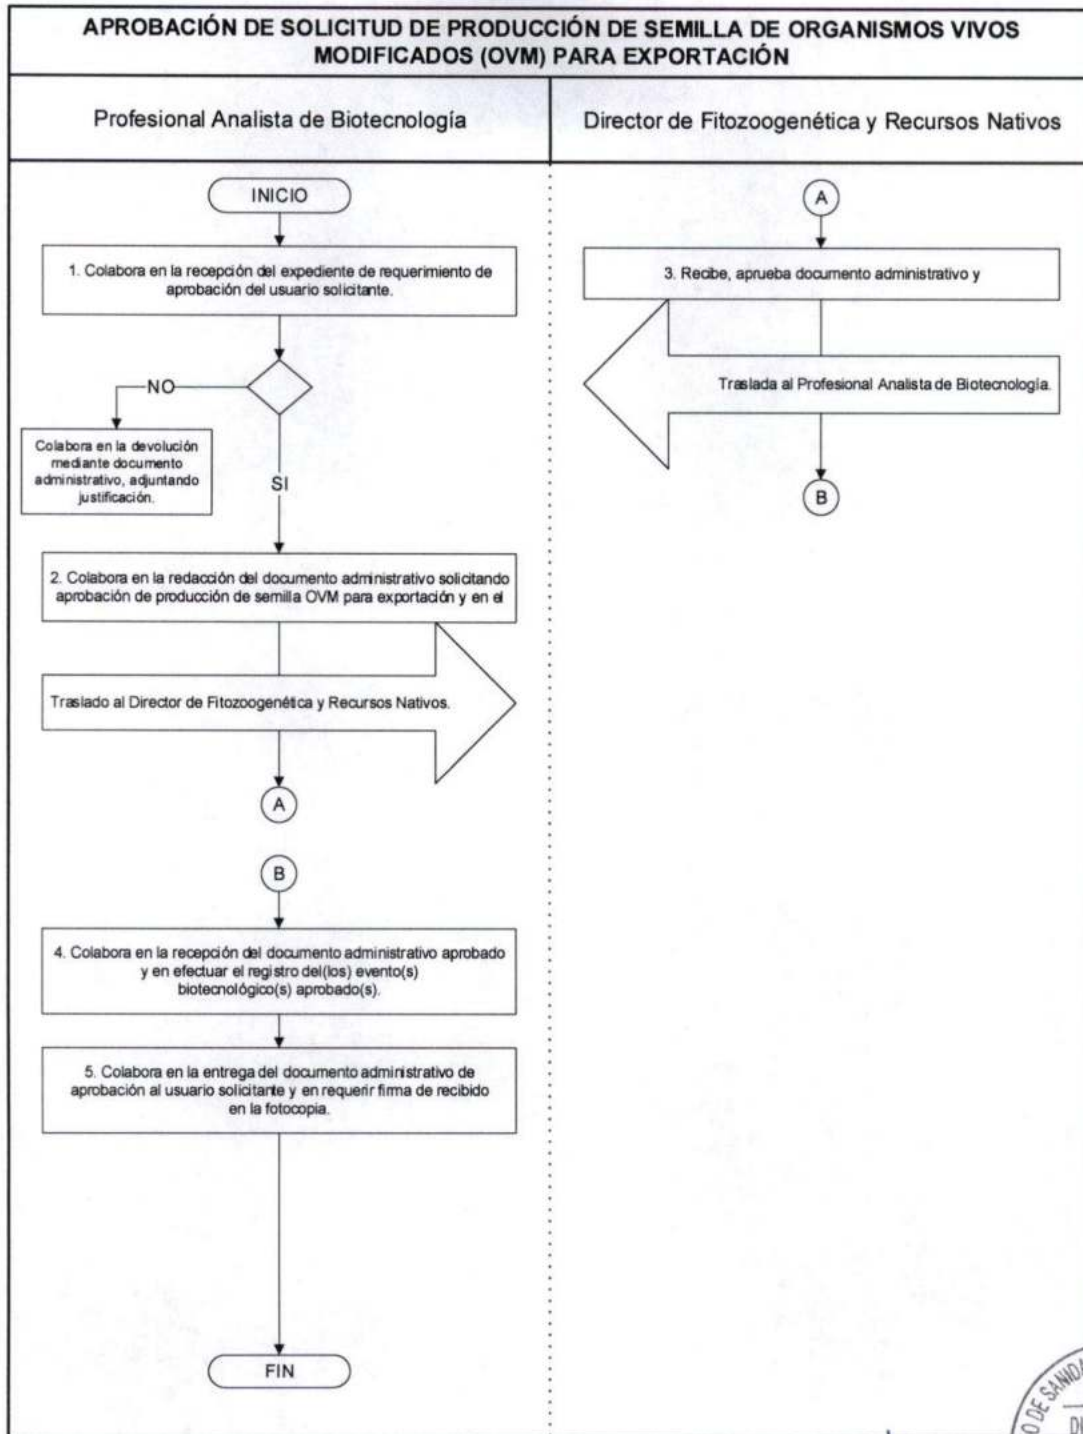 APROBACIÓN DE SOLICITUD DE PRODUCCIÓN DE SEMILLA DE ORGANISMOS VIVOS
MODIFICADOS (OVM) PARA EXPORTACIÓN
Profesional Analista de Biotecnología
Director de Fitozoogenética y Recursos Nativos
INICIO
1. Colabora en la recepción del expediente de requerimiento de
aprobación del usuario solicitante.
NO
Colabora en la devolución
mediante documento
administrativo, adjuntando
justificación.
SI
2. Colabora en la redacción del documento administrativo solicitando
aprobación de producción de semilla OVM para exportación y en el
Traslado al Director de Fitozoogenética y Recursos Nativos.
A
B
4. Colabora en la recepción del documento administrativo aprobado
y en efectuar el registro del(los) evento(s)
biotecnológico(s) aprobado(s).
5. Colabora en la entrega del documento administrativo de
aprobación al usuario solicitante y en requerir firma de recibido
en la fotocopia.
FIN
A
3. Recibe, aprueba documento administrativo y
Traslada al Profesional Analista de Biotecnología.
B
DE